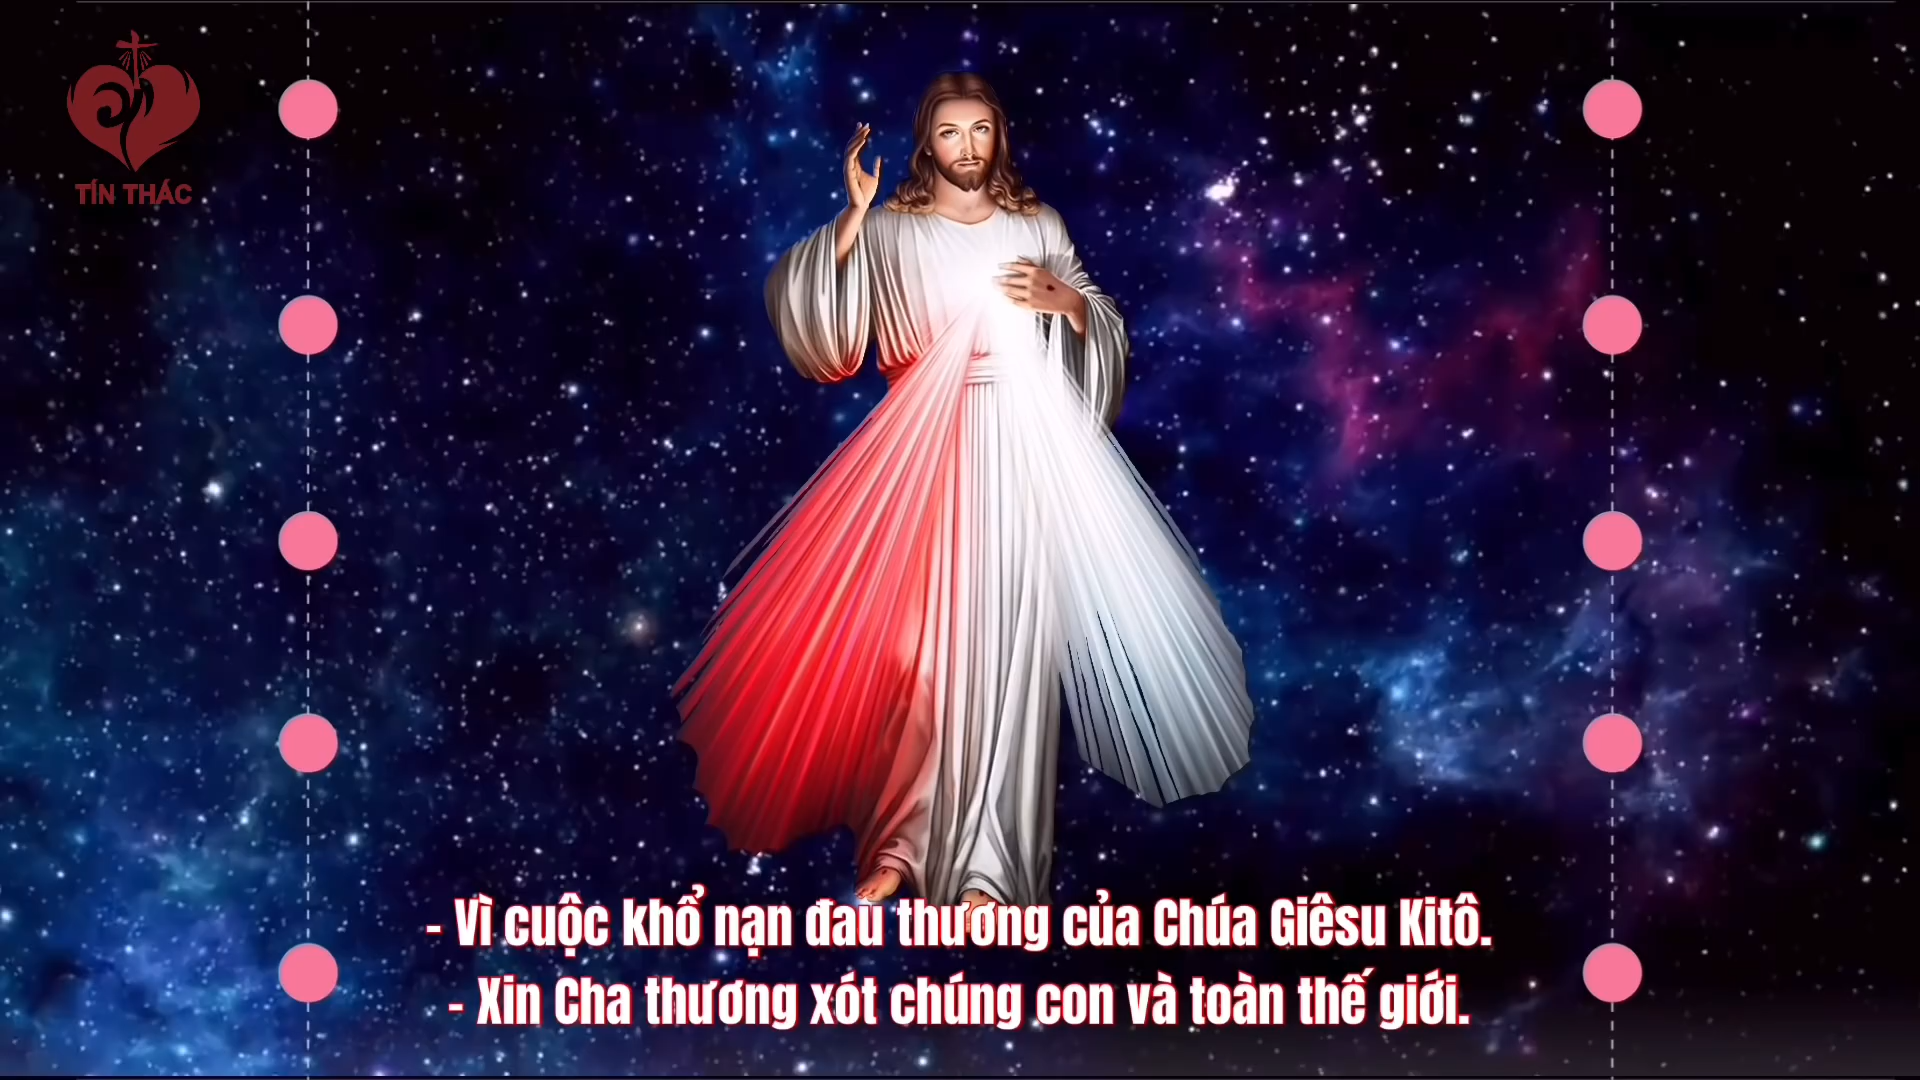 TÍN THÁC
- Vì cuộc khổ nạn đau thương của Chúa Giêsu Kitô.
- Xin Cha thương xót chúng con và toàn thế giới.